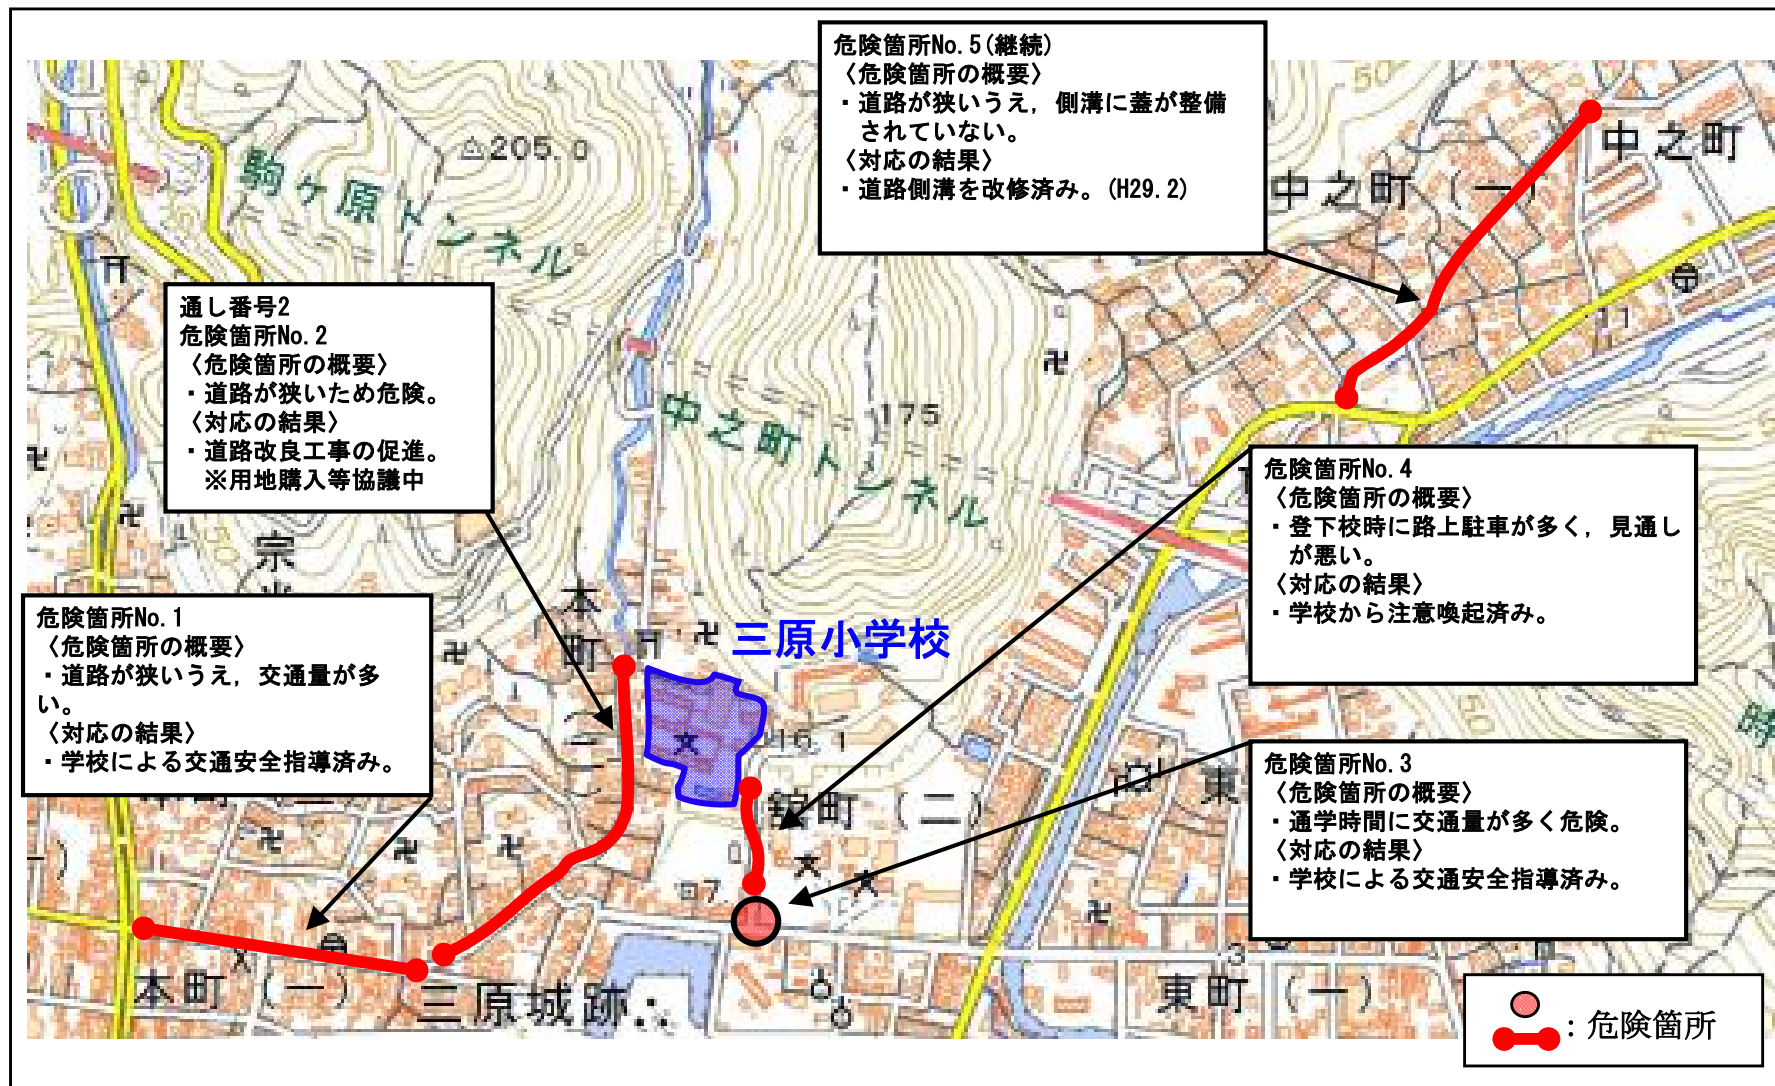 危険箇所No.5(継続)
〈危険箇所の概要〉
・道路が狭いうえ，側溝に蓋が整備
されていない。
〈対応の結果〉
・道路側溝を改修済み。(H29.2)
通し番号2
危険箇所No.2
〈危険箇所の概要〉
・道路が狭いため危険。
〈対応の結果〉
・道路改良工事の促進。
※用地購入等協議中
危険箇所No.4
〈危険箇所の概要〉
・登下校時に路上駐車が多く，見通し
が悪い。
〈対応の結果〉
・学校から注意喚起済み。
危険箇所No.1
〈危険箇所の概要〉
・道路が狭いうえ，交通量が多
い。
〈対応の結果〉
・学校による交通安全指導済み。
危険箇所No.3
〈危険箇所の概要〉
・通学時間に交通量が多く危険。
〈対応の結果〉
・学校による交通安全指導済み。
205.0
駒ヶ原トンネル
中之町
中之町（一）
50
中之町トンネル
175
宗
本町
三原小学校
16.1
館町（二）
東
50
本町（一）
三原城跡
東町（一）
：危険箇所